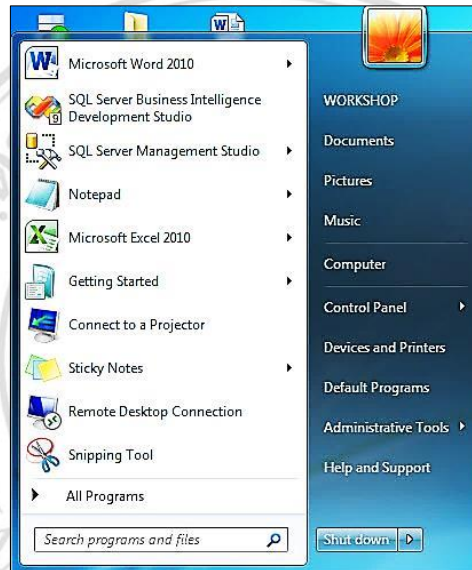 Microsoft Word 2010
SQL Server Business Intelligence
Development Studio
SQL Server Management Studio
Notepad
Microsoft Excel 2010
Getting Started
Connect to a Projector
Sticky Notes
Remote Desktop Connection
Snipping Tool
All Programs
Search programs and files
WORKSHOP
Documents
Pictures
Music
Computer
Control Panel
Devices and Printers
Default Programs
Administrative Tools
Help and Support
Shut down